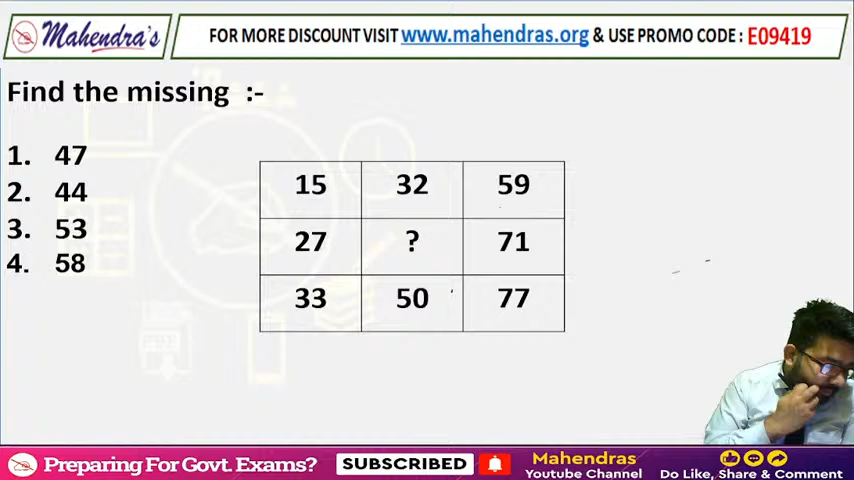 Mahendra's
FOR MORE DISCOUNT VISIT www.mahendras.org & USE PROMO CODE : E09419
Find the missing :-
1. 47
2. 44
3. 53
4. 58
15 32 59
27 ? 71
33 50 77
Preparing For Govt. Exams?
SUBSCRIBED
Mahendras
Youtube Channel
Do Like, Share & Comment